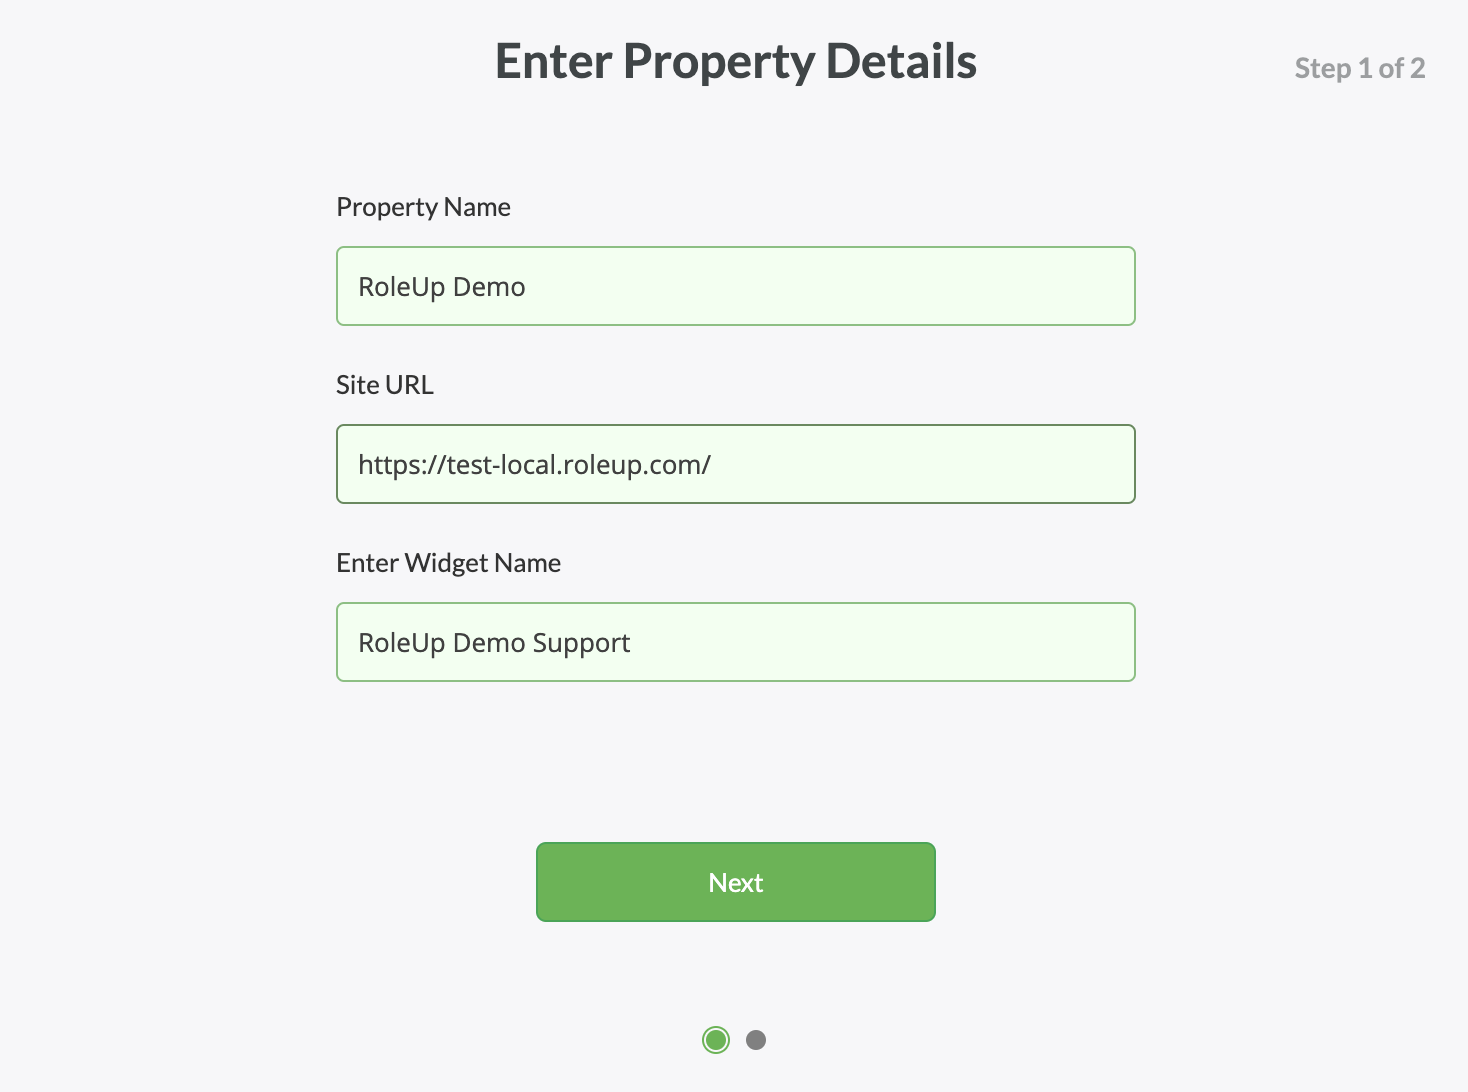 Enter Property Details
Step 1 of 2
Property Name
RoleUp Demo
Site URL
https://test-local.roleup.com/
Enter Widget Name
RoleUp Demo Support
Next